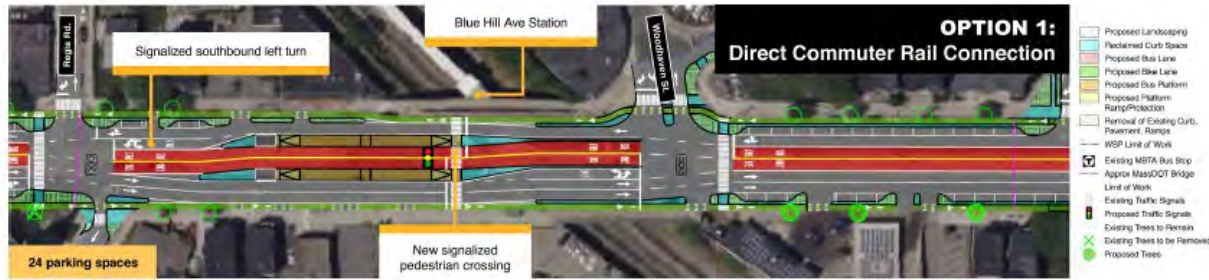 Regis Rd.
Signalized southbound left turn
Blue Hill Ave Station
Woodhaven St.
OPTION 1:
Direct Commuter Rail Connection
24 parking spaces
New signalized
pedestrian crossing
Proposed Landscaping
Reclaimed Curb Space
Proposed Bus Lane
Proposed Bike Lane
Proposed Bus Platform
Proposed Platform
Ramp/Protection
Removal of Existing Curb,
Pavement, Ramps
WSP Limit of Work
Existing MBTA Bus Stop
Approx MassDOT Bridge
Limit of Work
Existing Traffic Signals
Proposed Traffic Signals
Existing Trees to Remain
Existing Trees to be Removed
Proposed Trees